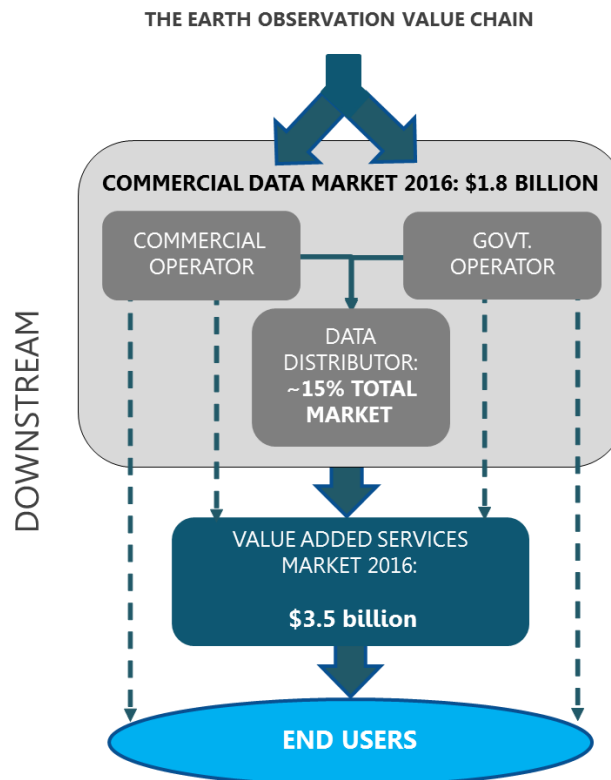 THE EARTH OBSERVATION VALUE CHAIN
COMMERCIAL DATA MARKET 2016: $1.8 BILLION
COMMERCIAL
OPERATOR
GOVT.
OPERATOR
DATA
DISTRIBUTOR:
~15% TOTAL
MARKET
DOWNSTREAM
VALUE ADDED SERVICES
MARKET 2016:
$3.5 billion
END USERS